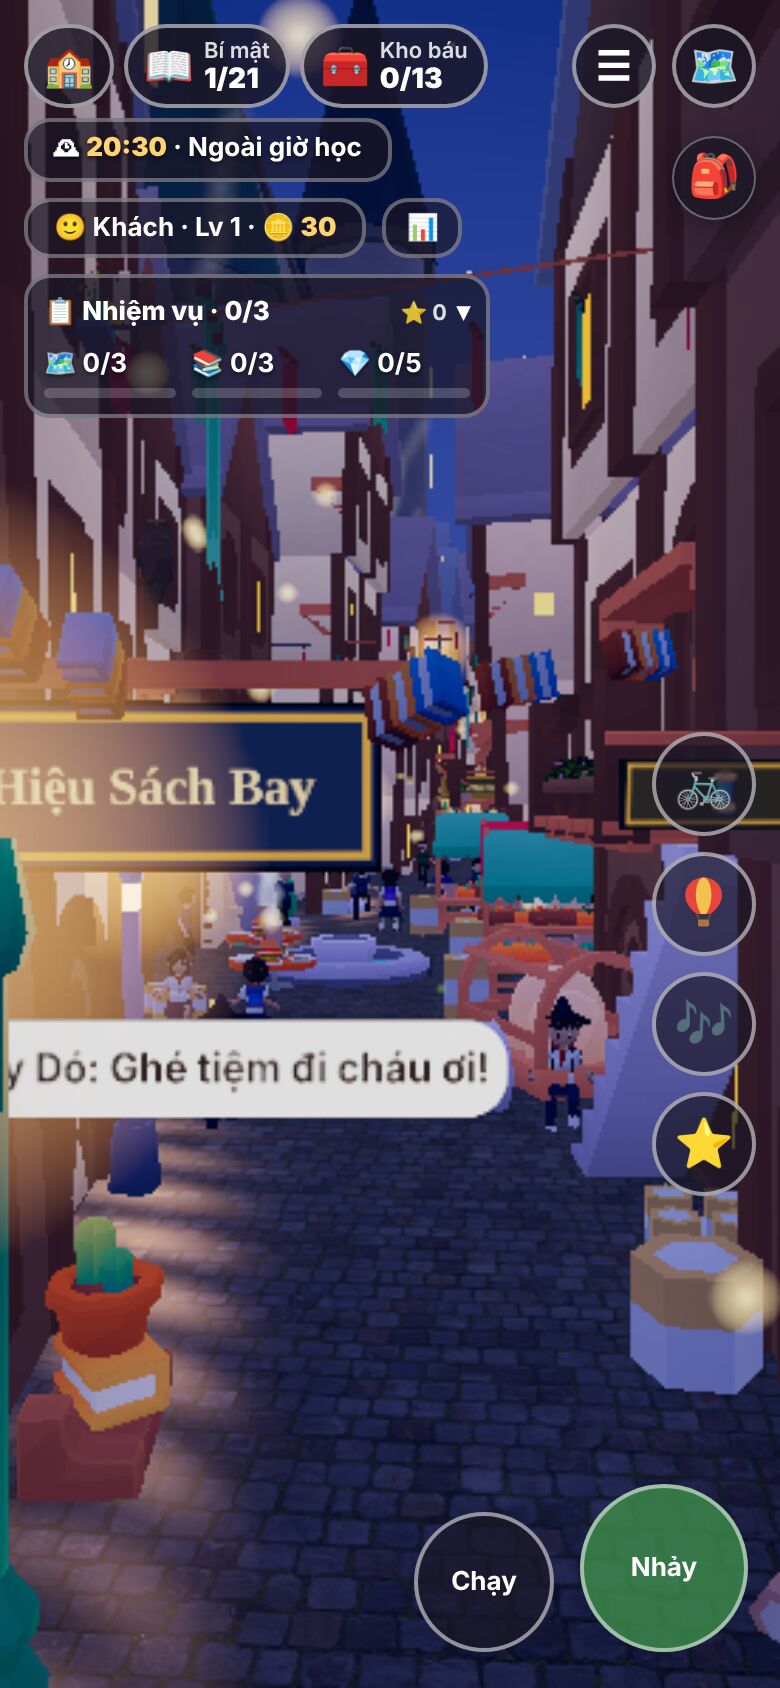 Bí mật
1/21
Kho báu
0/13
20:30 · Ngoài giờ học
Khách · Lv 1 · 30
Nhiệm vụ · 0/3
0 ▼
0/3
0/3
0/5
Hiệu Sách Bay
y Dó: Ghé tiệm đi cháu ơi!
Chạy
Nhảy